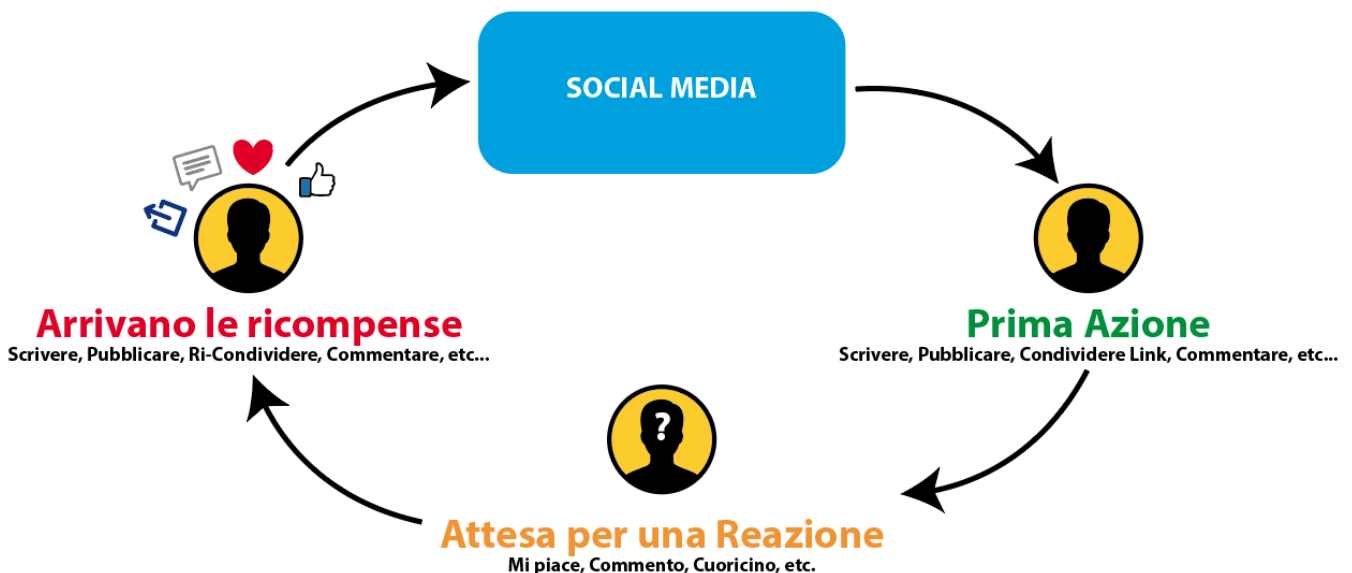 SOCIAL MEDIA
Arrivano le ricompense
Scrivere, Pubblicare, Ri-Condividere, Commentare, etc...
Prima Azione
Scrivere, Pubblicare, Condividere Link, Commentare, etc...
?
Attesa per una Reazione
Mi piace, Commento, Cuoricino, etc.